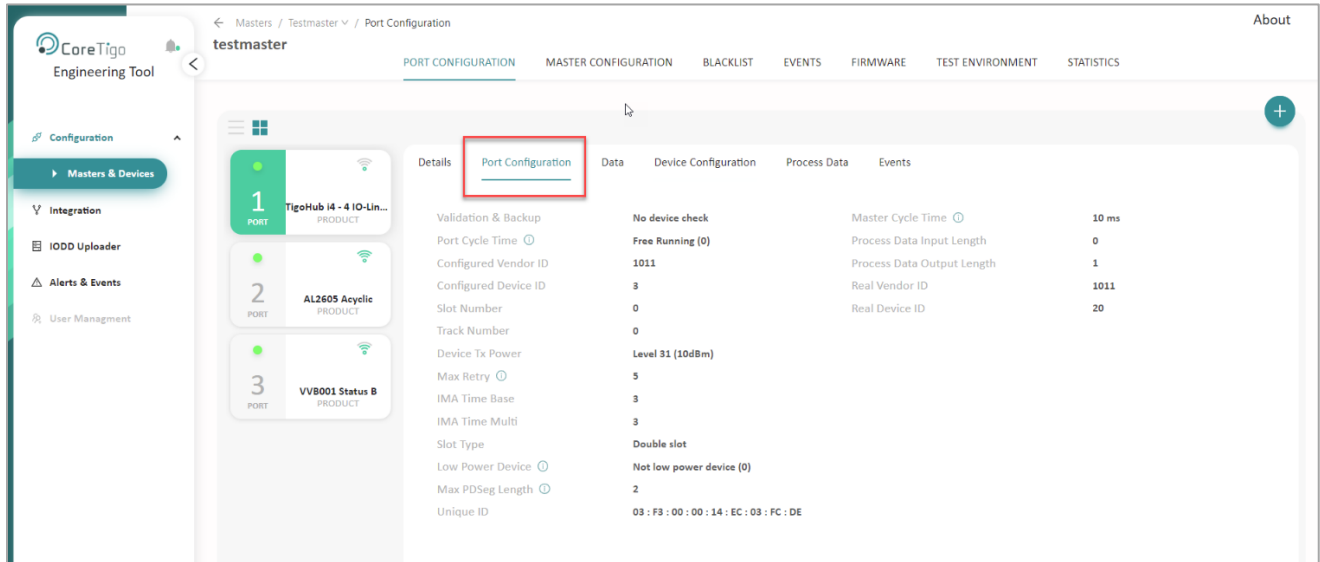 ← Masters / Testmaster / Port Configuration
About
CoreTigo
Engineering Tool
testmaster
PORT CONFIGURATION MASTER CONFIGURATION BLACKLIST EVENTS FIRMWARE TEST ENVIRONMENT STATISTICS
Configuration
Masters & Devices
Integration
IODD Uploader
Alerts & Events
User Managment
1
PORT
TigoHub i4 - 4 IO-Lin...
PRODUCT
2
PORT
AL2605 Acyclic
PRODUCT
3
PORT
VVB001 Status B
PRODUCT
Details Port Configuration Data Device Configuration Process Data Events
Validation & Backup No device check
Port Cycle Time Free Running (0)
Configured Vendor ID 1011
Configured Device ID 3
Slot Number 0
Track Number 0
Device Tx Power Level 31 (10dBm)
Max Retry 5
IMA Time Base 3
IMA Time Multi 3
Slot Type Double slot
Low Power Device Not low power device (0)
Max PDSeg Length 2
Unique ID 03 : F3 : 00 : 00 : 14 : EC : 03 : FC : DE
Master Cycle Time 10 ms
Process Data Input Length 0
Process Data Output Length 1
Real Vendor ID 1011
Real Device ID 20